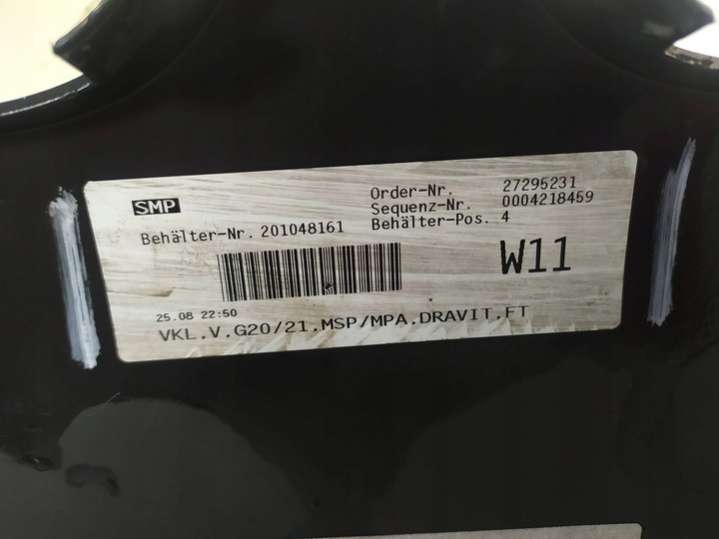 SMP
Order-Nr. 27295231
Sequenz-Nr. 0004218459
Behälter-Nr. 201048161 Behälter-Pos. 4
W11
25.08 22:50
VKL.V.G20/21.MSP/MPA.DRAVIT.FT